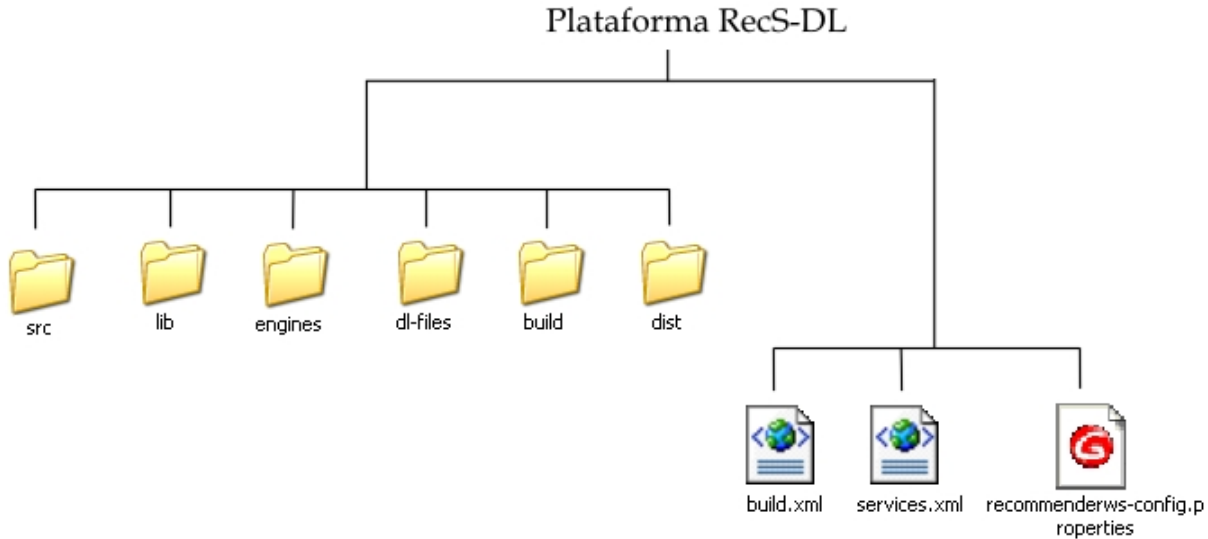 Plataforma RecS-DL
src
lib
engines
dl-files
build
dist
build.xml
services.xml
recommenderws-config.p
roperties